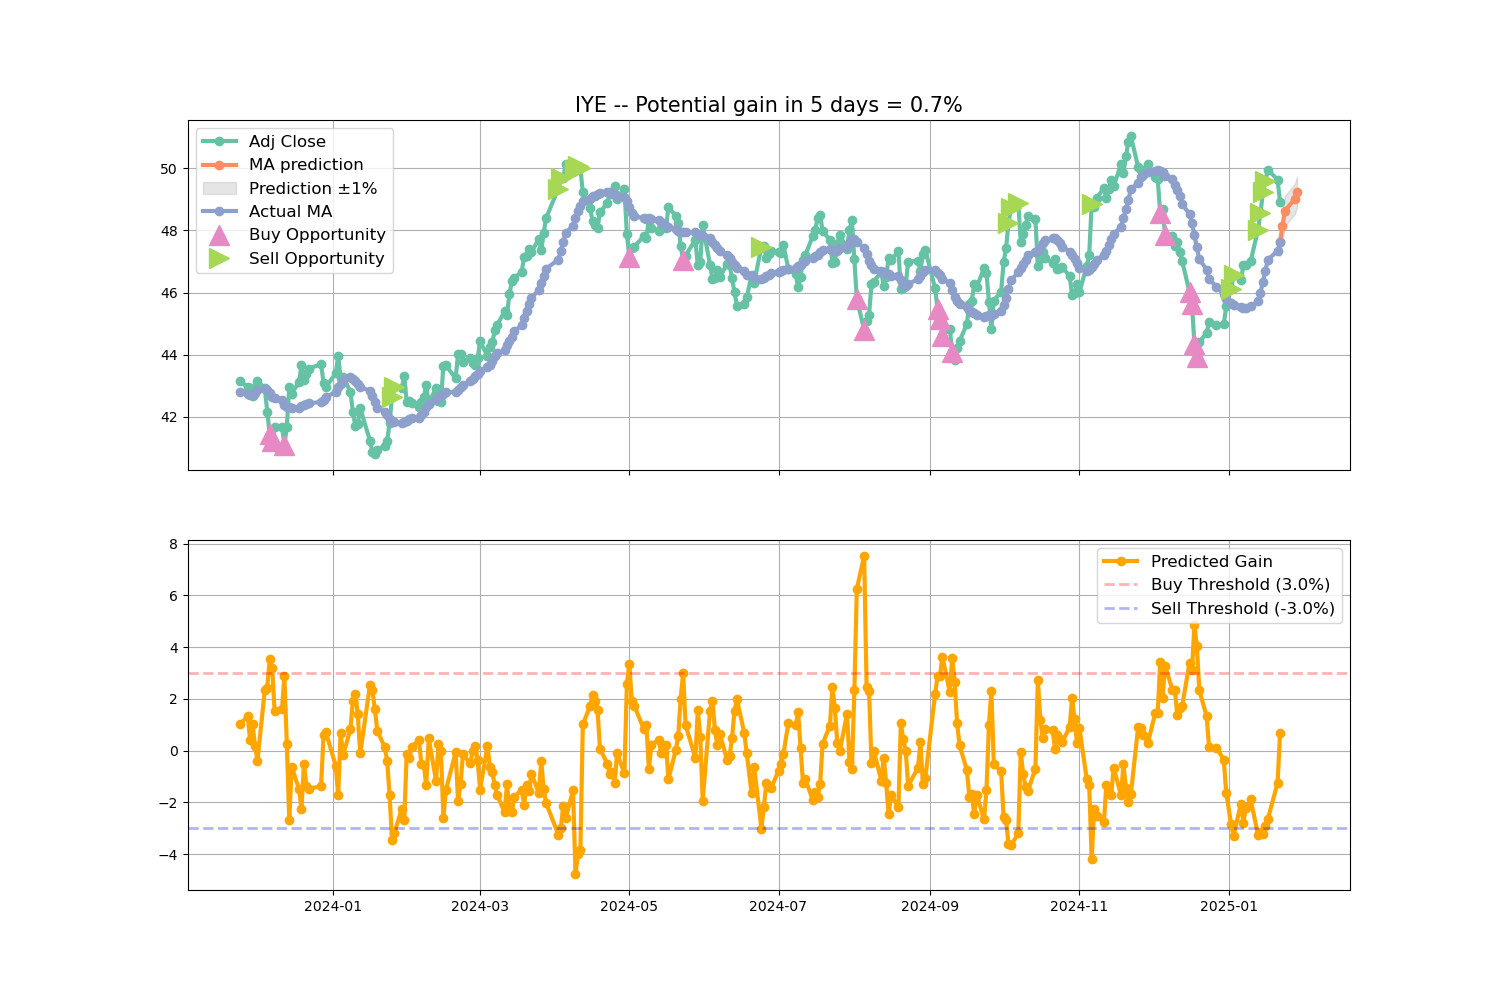 IYE -- Potential gain in 5 days = 0.7%
Adj Close
MA prediction
Prediction ±1%
Actual MA
Buy Opportunity
Sell Opportunity
50
48
46
44
42
8
6
4
2
0
−2
−4
Predicted Gain
Buy Threshold (3.0%)
Sell Threshold (-3.0%)
2024-01 2024-03 2024-05 2024-07 2024-09 2024-11 2025-01